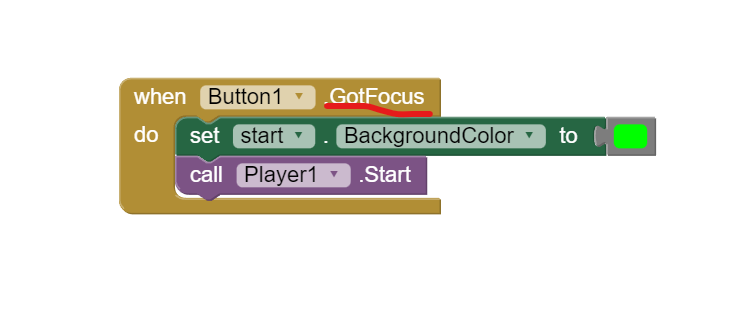 when Button1 .GotFocus
do set start . BackgroundColor to
call Player1 .Start